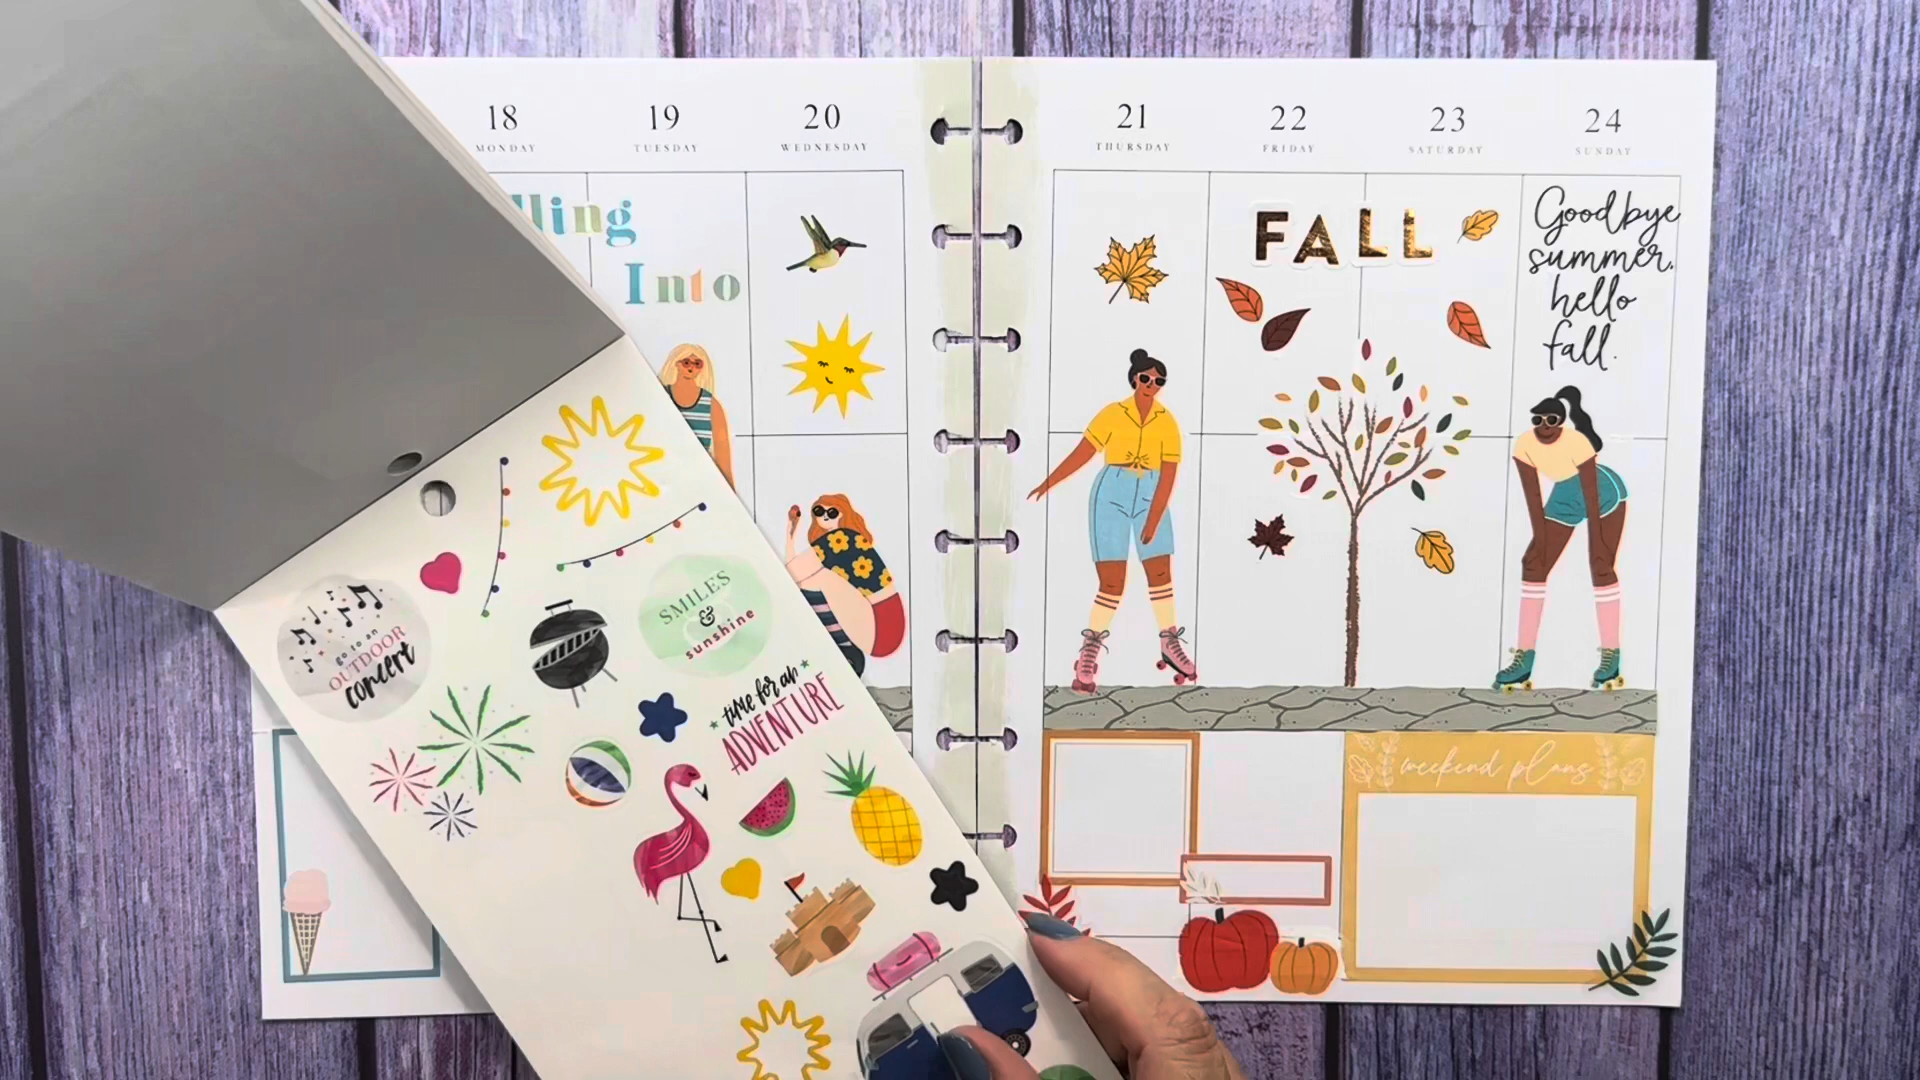 18
MONDAY
19
TUESDAY
20
WEDNESDAY
21
THURSDAY
22
FRIDAY
23
SATURDAY
24
SUNDAY
lling
Into
FALL
Goodbye
summer.
hello
fall.
weekend plans
go to an
OUTDOOR
concert
SMILES
&
sunshine
time for an
ADVENTURE